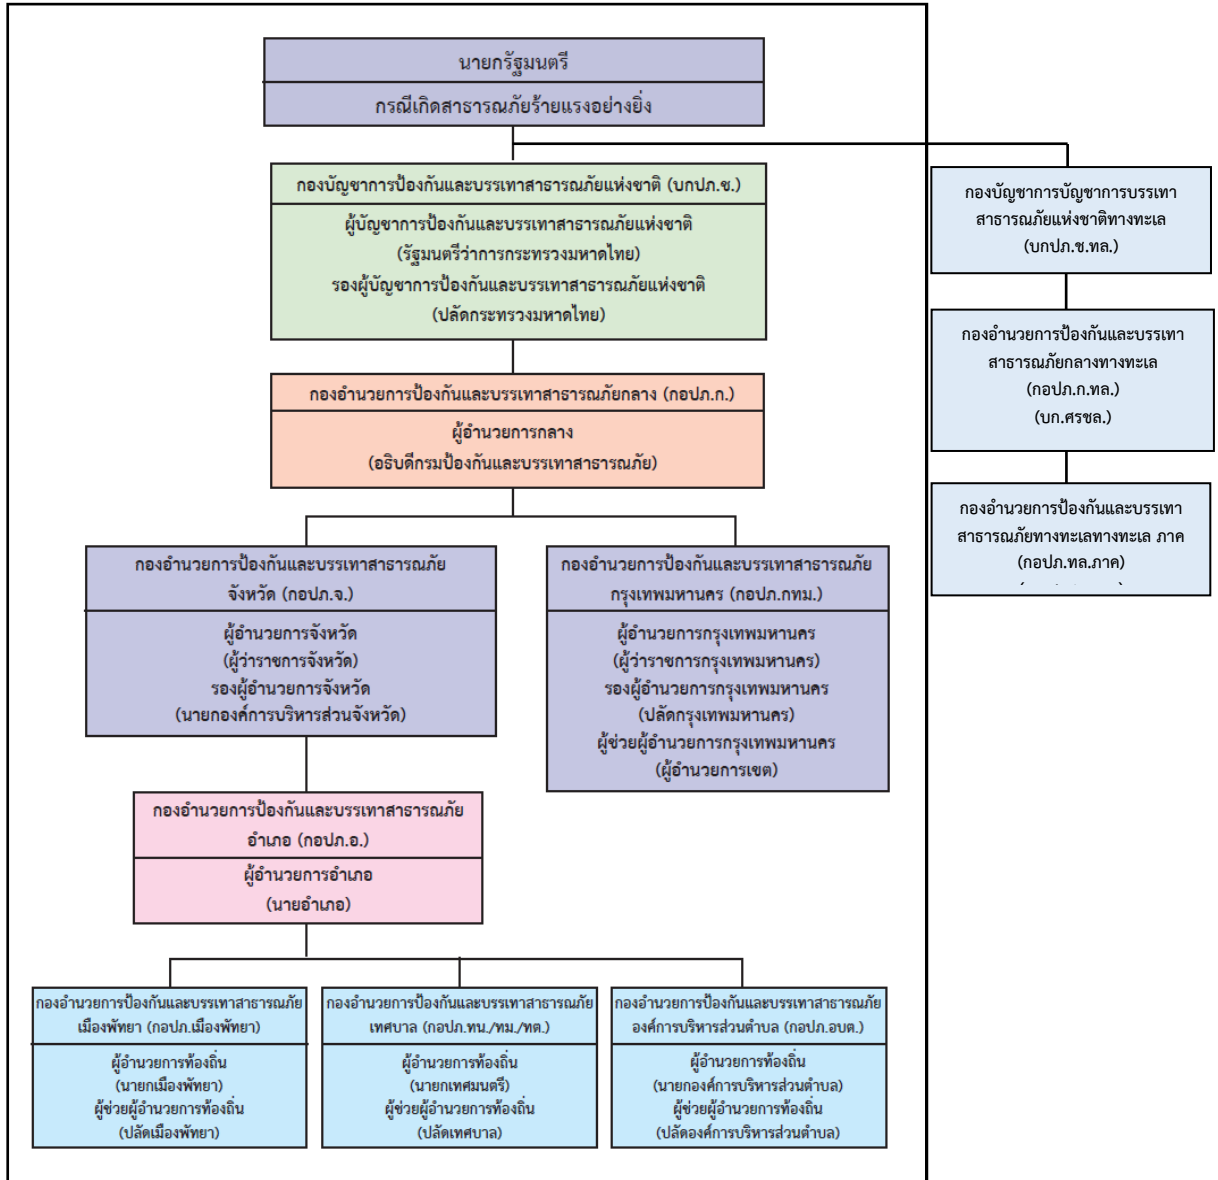 นายกรัฐมนตรี
กรณีเกิดสาธารณภัยร้ายแรงอย่างยิ่ง
กองบัญชาการป้องกันและบรรเทาสาธารณภัยแห่งชาติ (บกปภ.ช.)
ผู้บัญชาการป้องกันและบรรเทาสาธารณภัยแห่งชาติ
(รัฐมนตรีว่าการกระทรวงมหาดไทย)
รองผู้บัญชาการป้องกันและบรรเทาสาธารณภัยแห่งชาติ
(ปลัดกระทรวงมหาดไทย)
กองบัญชาการบัญชาการบรรเทา
สาธารณภัยแห่งชาติทางทะเล
(บกปภ.ช.ทล.)
กองอำนวยการป้องกันและบรรเทา
สาธารณภัยกลางทางทะเล
(กอปภ.ก.ทล.)
(บก.ศรชล.)
กองอำนวยการป้องกันและบรรเทาสาธารณภัยกลาง (กอปภ.ก.)
ผู้อำนวยการกลาง
(อธิบดีกรมป้องกันและบรรเทาสาธารณภัย)
กองอำนวยการป้องกันและบรรเทา
สาธารณภัยทางทะเลทางทะเล ภาค
(กอปภ.ทล.ภาค)
กองอำนวยการป้องกันและบรรเทาสาธารณภัย
จังหวัด (กอปภ.จ.)
ผู้อำนวยการจังหวัด
(ผู้ว่าราชการจังหวัด)
รองผู้อำนวยการจังหวัด
(นายกองค์การบริหารส่วนจังหวัด)
กองอำนวยการป้องกันและบรรเทาสาธารณภัย
กรุงเทพมหานคร (กอปภ.กทม.)
ผู้อำนวยการกรุงเทพมหานคร
(ผู้ว่าราชการกรุงเทพมหานคร)
รองผู้อำนวยการกรุงเทพมหานคร
(ปลัดกรุงเทพมหานคร)
ผู้ช่วยผู้อำนวยการกรุงเทพมหานคร
(ผู้อำนวยการเขต)
กองอำนวยการป้องกันและบรรเทาสาธารณภัย
อำเภอ (กอปภ.อ.)
ผู้อำนวยการอำเภอ
(นายอำเภอ)
กองอำนวยการป้องกันและบรรเทาสาธารณภัย
เมืองพัทยา (กอปภ.เมืองพัทยา)
ผู้อำนวยการท้องถิ่น
(นายกเมืองพัทยา)
ผู้ช่วยผู้อำนวยการท้องถิ่น
(ปลัดเมืองพัทยา)
กองอำนวยการป้องกันและบรรเทาสาธารณภัย
เทศบาล (กอปภ.ทน./ทม./ทต.)
ผู้อำนวยการท้องถิ่น
(นายกเทศมนตรี)
ผู้ช่วยผู้อำนวยการท้องถิ่น
(ปลัดเทศบาล)
กองอำนวยการป้องกันและบรรเทาสาธารณภัย
องค์การบริหารส่วนตำบล (กอปภ.อบต.)
ผู้อำนวยการท้องถิ่น
(นายกองค์การบริหารส่วนตำบล)
ผู้ช่วยผู้อำนวยการท้องถิ่น
(ปลัดองค์การบริหารส่วนตำบล)